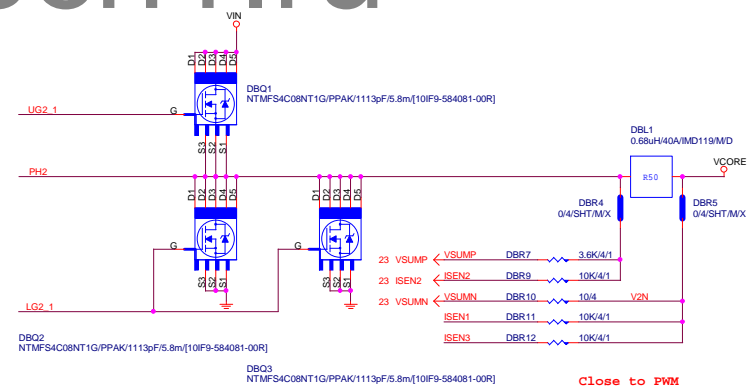 VIN
D1 D2 D3 D4 D5
DBQ1
NTMFS4C08NT1G/PPAK/1113pF/5.8m/[10IF9-584081-00R]
UG2_1
G
S3 S2 S1
DBL1
0.68uH/40A/IMD119/M/D
VCORE
PH2
R50
D1 D2 D3 D4 D5
D1 D2 D3 D4 D5
DBR4
0/4/SHT/M/X
DBR5
0/4/SHT/M/X
G
G
S3 S2 S1
S3 S2 S1
23 VSUMP VSUMP DBR7 3.6K/4/1
23 ISEN2 ISEN2 DBR9 10K/4/1
23 VSUMN VSUMN DBR10 10/4 V2N
LG2_1
ISEN1 DBR11 10K/4/1
ISEN3 DBR12 10K/4/1
DBQ2
NTMFS4C08NT1G/PPAK/1113pF/5.8m/[10IF9-584081-00R]
DBQ3
NTMFS4C08NT1G/PPAK/1113pF/5.8m/[10IF9-584081-00R]
Close to PWM